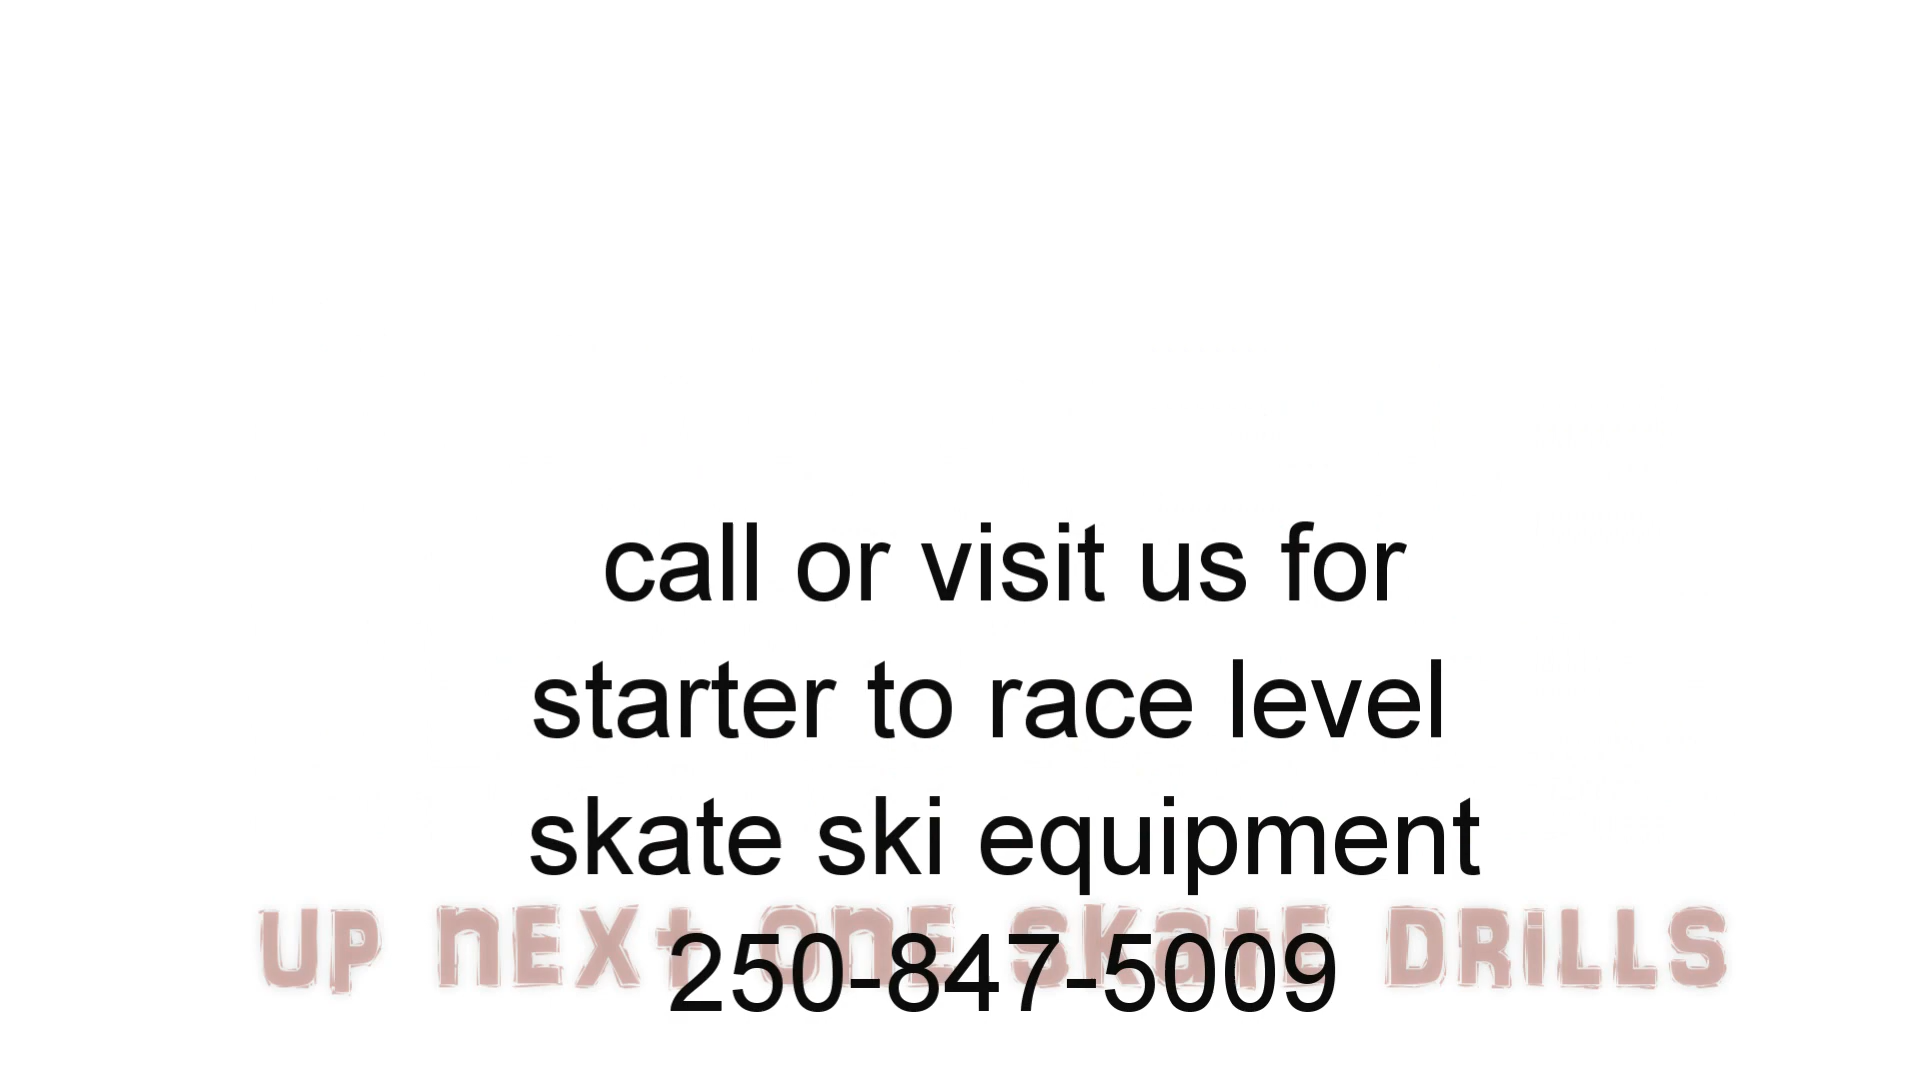 call or visit us for
starter to race level
skate ski equipment
UP NEXt ONE SKatE DRiLLS
250-847-5009